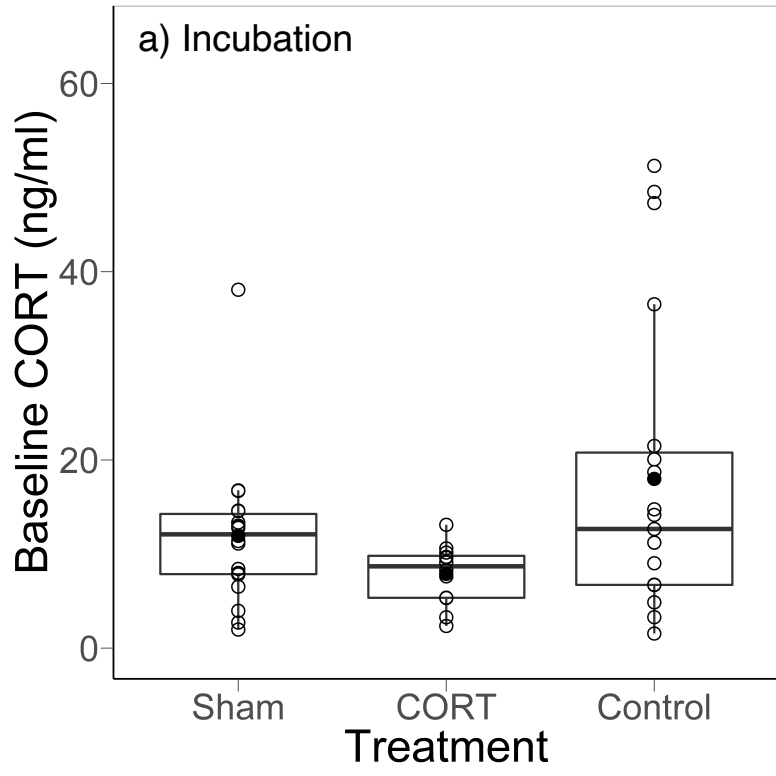 a) Incubation
Baseline CORT (ng/ml)
60
40
20
0
Sham CORT Control
Treatment